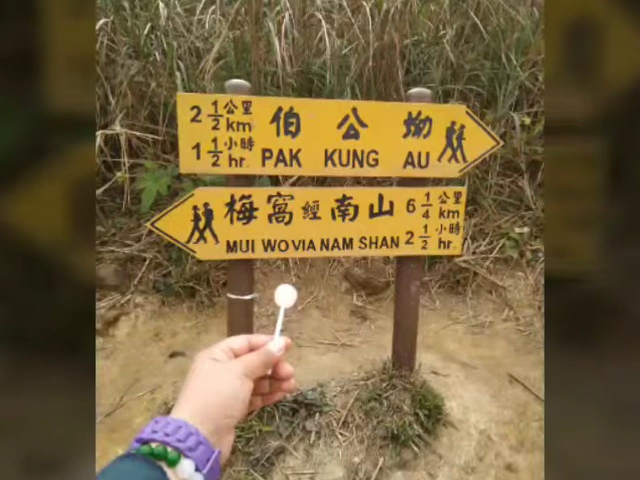 2 1/2 公里 km 伯公坳
1 1/2 小時 hr. PAK KUNG AU
梅窩經南山 6 1/4 公里 km
MUI WO VIA NAM SHAN 2 1/2 小時 hr.